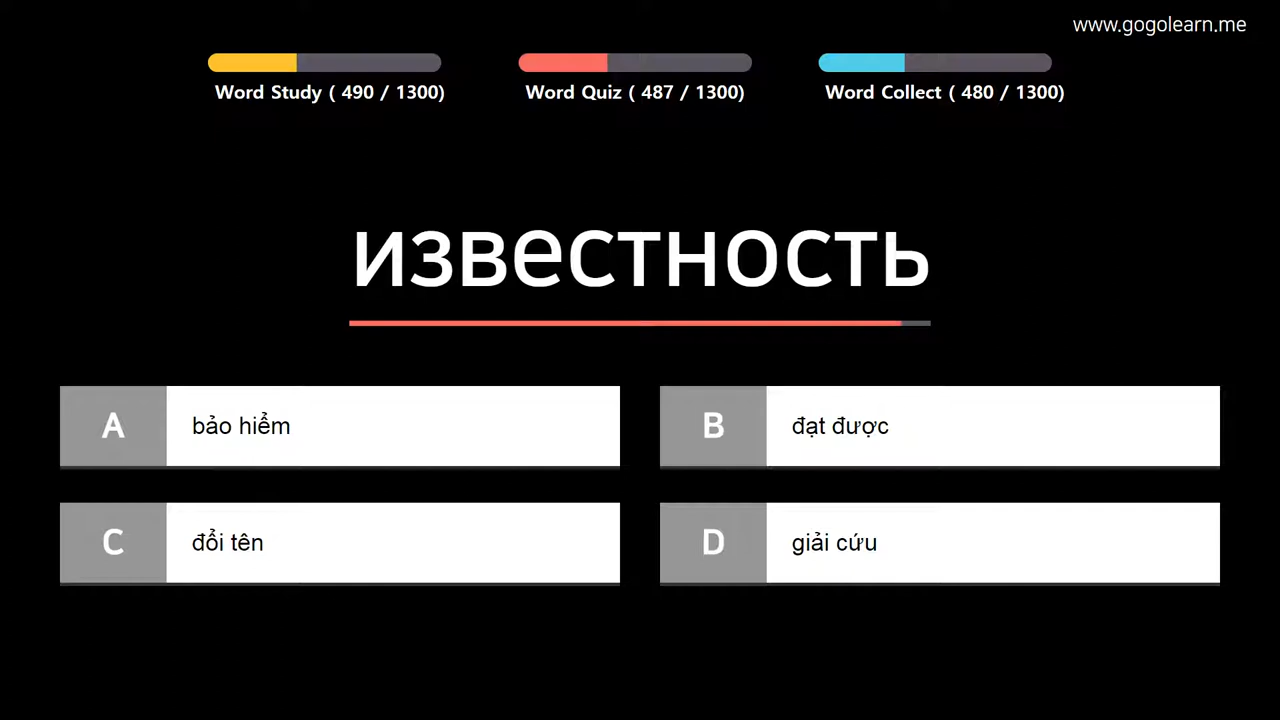 www.gogolearn.me
Word Study ( 490 / 1300)
Word Quiz ( 487 / 1300)
Word Collect ( 480 / 1300)
известность
A bảo hiểm
B đạt được
C đổi tên
D giải cứu